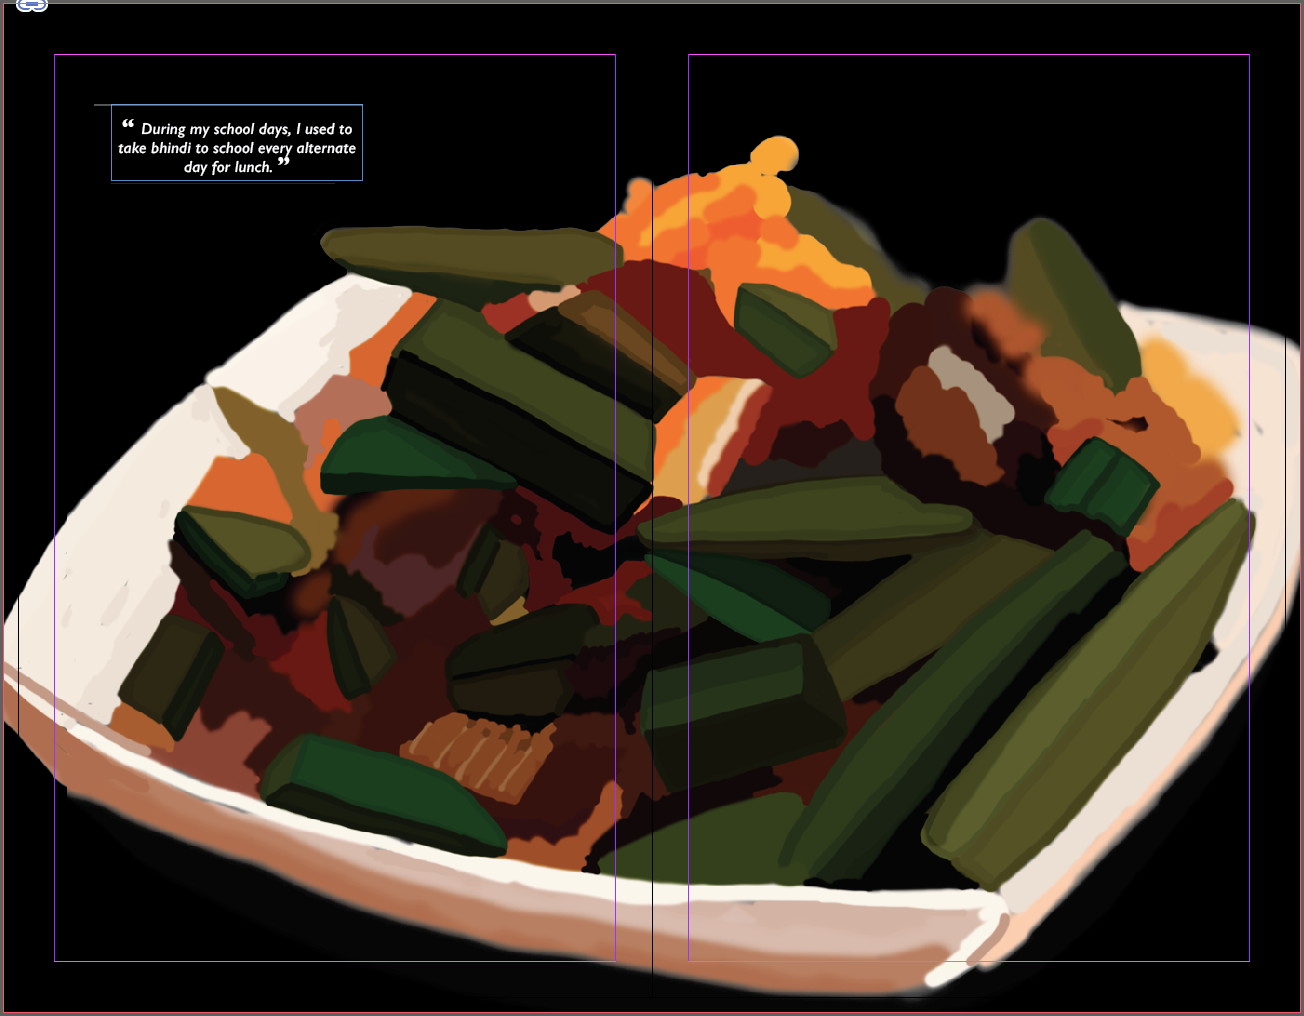 “ During my school days, I used to
take bhindi to school every alternate
day for lunch. ”